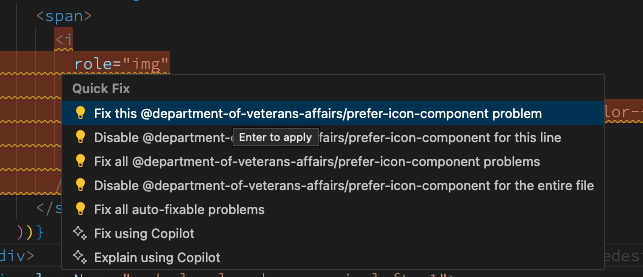 <span>
<i
role="img"
Quick Fix
Fix this @department-of-veterans-affairs/prefer-icon-component problem
lor--
Disable @department- fairs/prefer-icon-component for this line
Enter to apply
Fix all @department-of-veterans-affairs/prefer-icon-component problems
Disable @department-of-veterans-affairs/prefer-icon-component for the entire file
/
</s
Fix all auto-fixable problems
))}
Fix using Copilot
div>
Explain using Copilot
edes